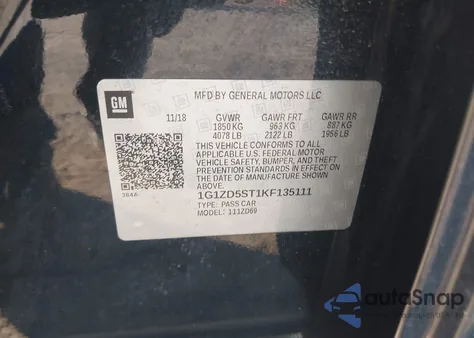 GM
MFD BY GENERAL MOTORS LLC
11/18 GVWR GAWR FRT GAWR RR
1850 KG 963 KG 887 KG
4078 LB 2122 LB 1956 LB
THIS VEHICLE CONFORMS TO ALL
APPLICABLE U.S. FEDERAL MOTOR
VEHICLE SAFETY, BUMPER, AND THEFT
PREVENTION STANDARDS IN EFFECT ON
THE DATE OF MANUFACTURE SHOWN ABOVE.
1G1ZD5ST1KF135111
TYPE: PASS CAR
MODEL: 111ZD69
autoSnap